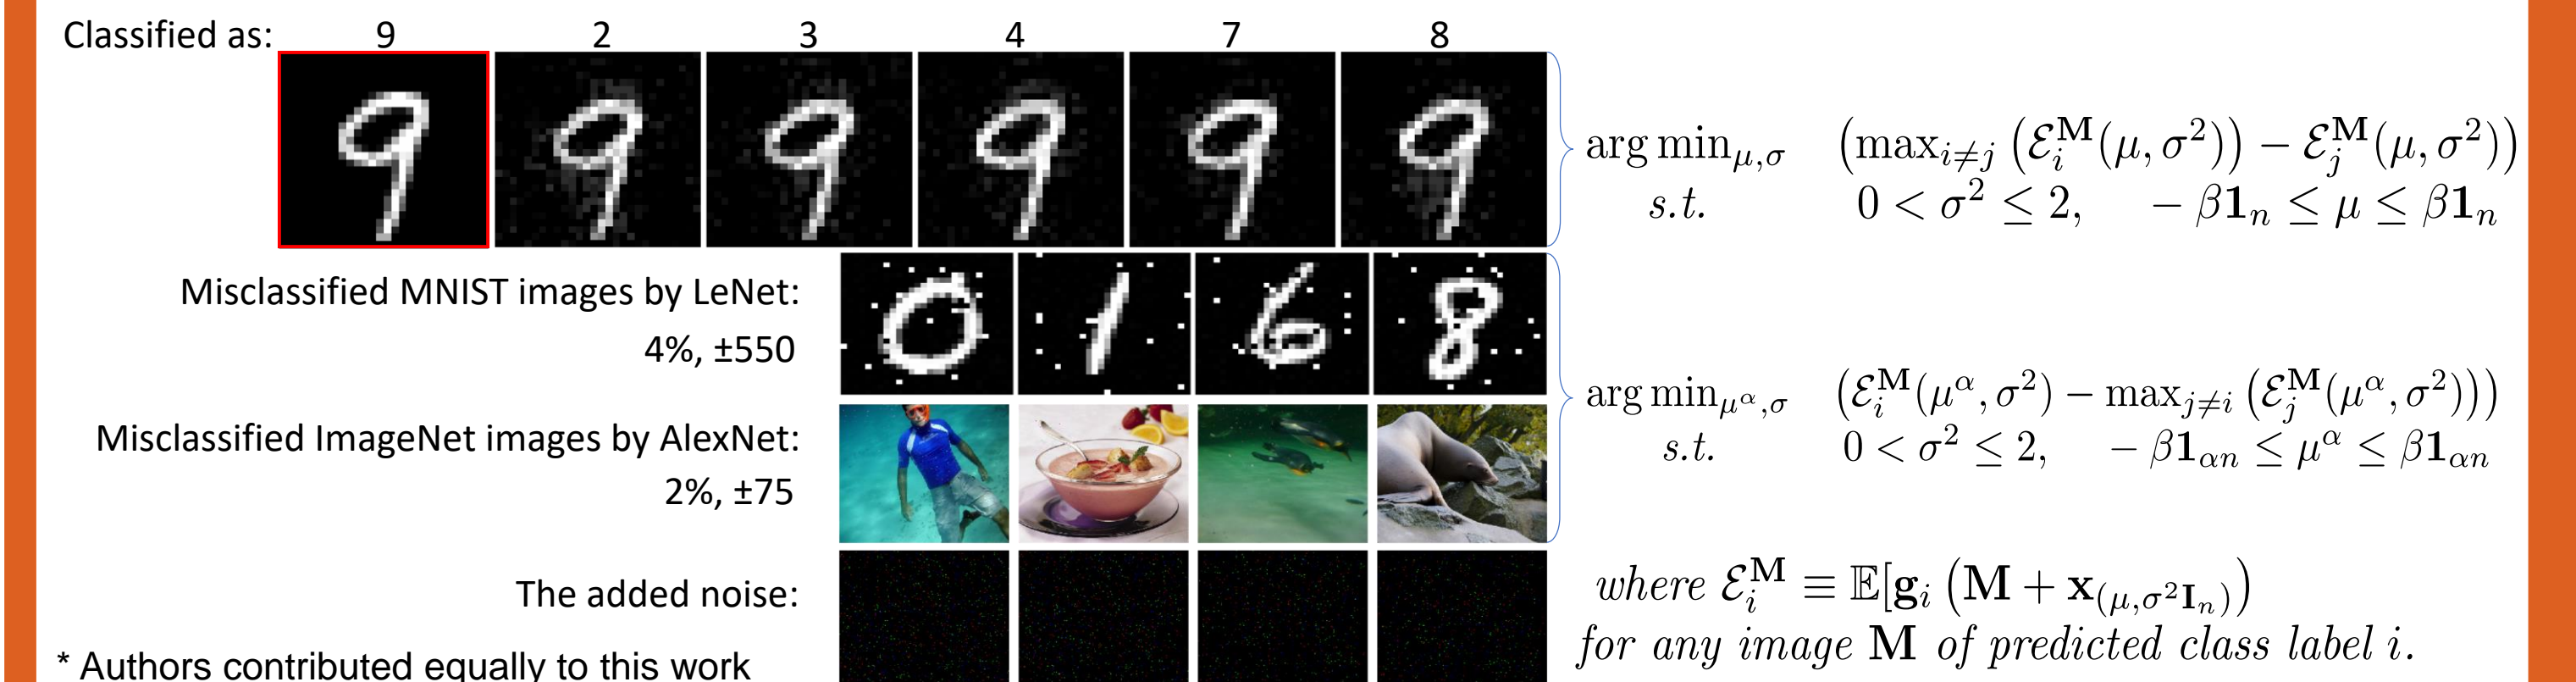 Classified as: 9 2 3 4 7 8
arg min_{μ,σ} (max_{i≠j} (ℰ_i^𝐌(μ, σ²)) − ℰ_j^𝐌(μ, σ²))
s.t. 0 < σ² ≤ 2, − β𝟏_n ≤ μ ≤ β𝟏_n
Misclassified MNIST images by LeNet:
4%, ±550
arg min_{μ^α,σ} (ℰ_i^𝐌(μ^α, σ²) − max_{j≠i} (ℰ_j^𝐌(μ^α, σ²)))
s.t. 0 < σ² ≤ 2, − β𝟏_{αn} ≤ μ^α ≤ β𝟏_{αn}
Misclassified ImageNet images by AlexNet:
2%, ±75
The added noise:
where ℰ_i^𝐌 ≡ 𝔼[𝐠_i (𝐌 + 𝐱_{(μ,σ²𝐈_n)})
for any image 𝐌 of predicted class label i.
* Authors contributed equally to this work